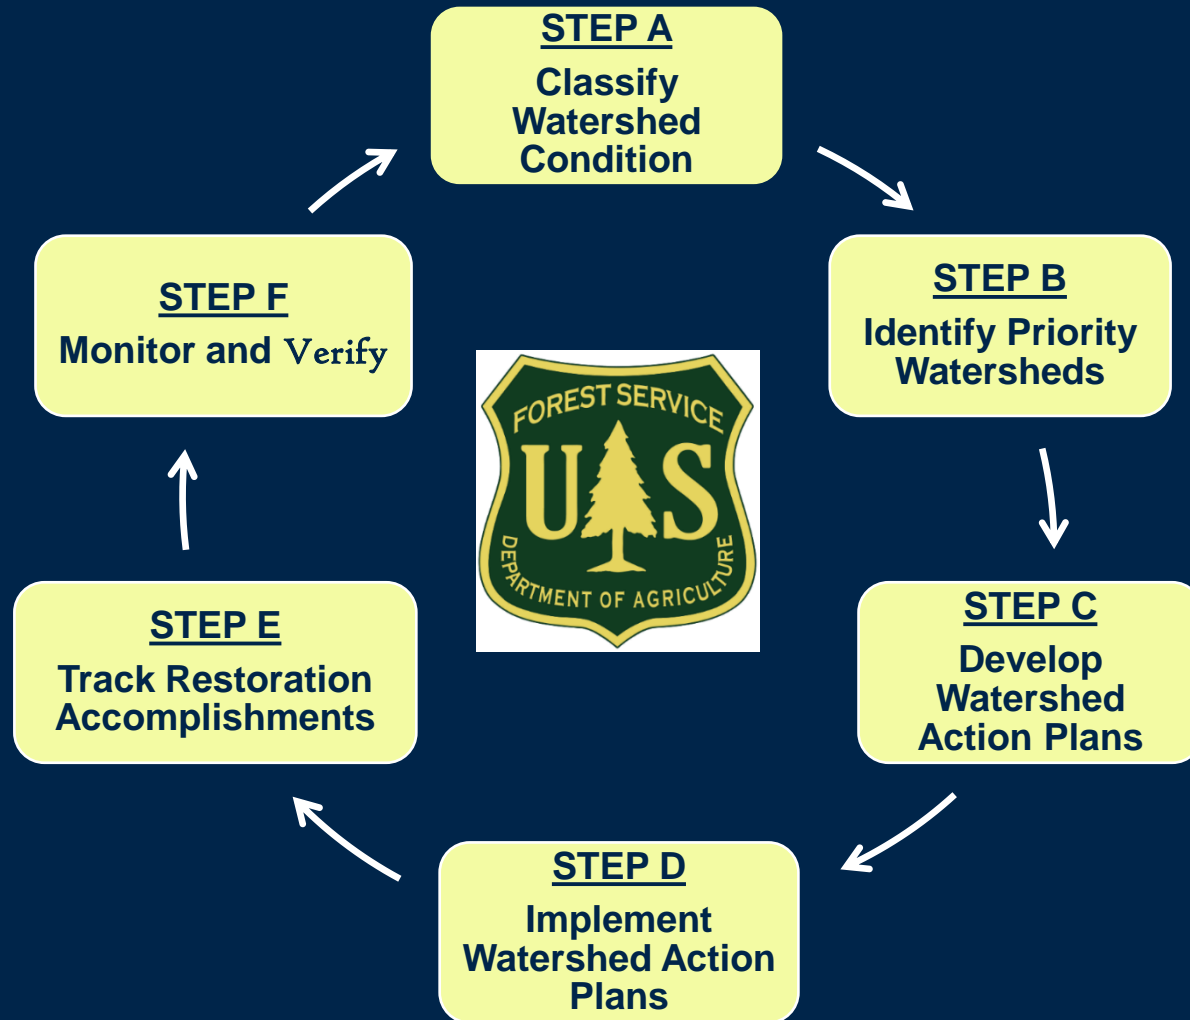 STEP A
Classify
Watershed
Condition
STEP B
Identify Priority
Watersheds
STEP C
Develop
Watershed
Action Plans
STEP D
Implement
Watershed Action
Plans
STEP E
Track Restoration
Accomplishments
STEP F
Monitor and Verify
FOREST SERVICE
U S
DEPARTMENT OF AGRICULTURE